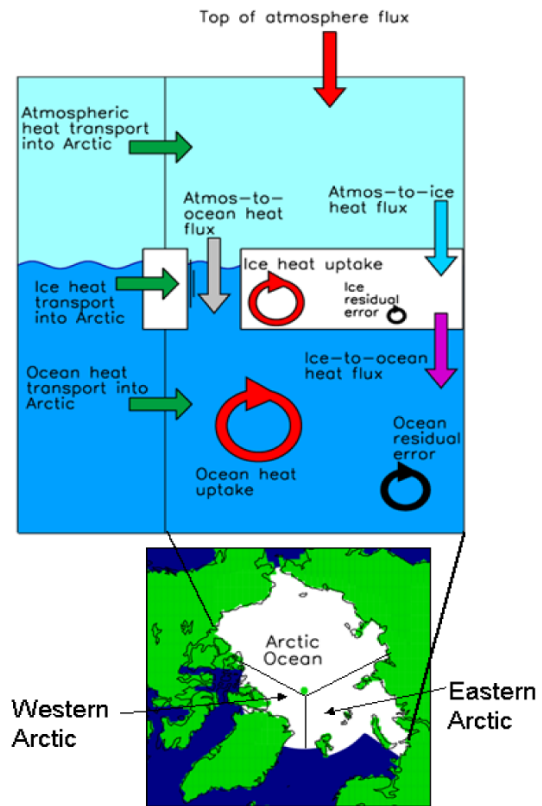 Top of atmosphere flux
Atmospheric
heat transport
into Arctic
Atmos-to-
ocean heat
flux
Atmos-to-ice
heat flux
Ice heat
transport
into Arctic
Ice heat uptake
Ice
residual
error
Ice-to-ocean
heat flux
Ocean heat
transport into
Arctic
Ocean heat
uptake
Ocean
residual
error
Arctic
Ocean
Western
Arctic
Eastern
Arctic